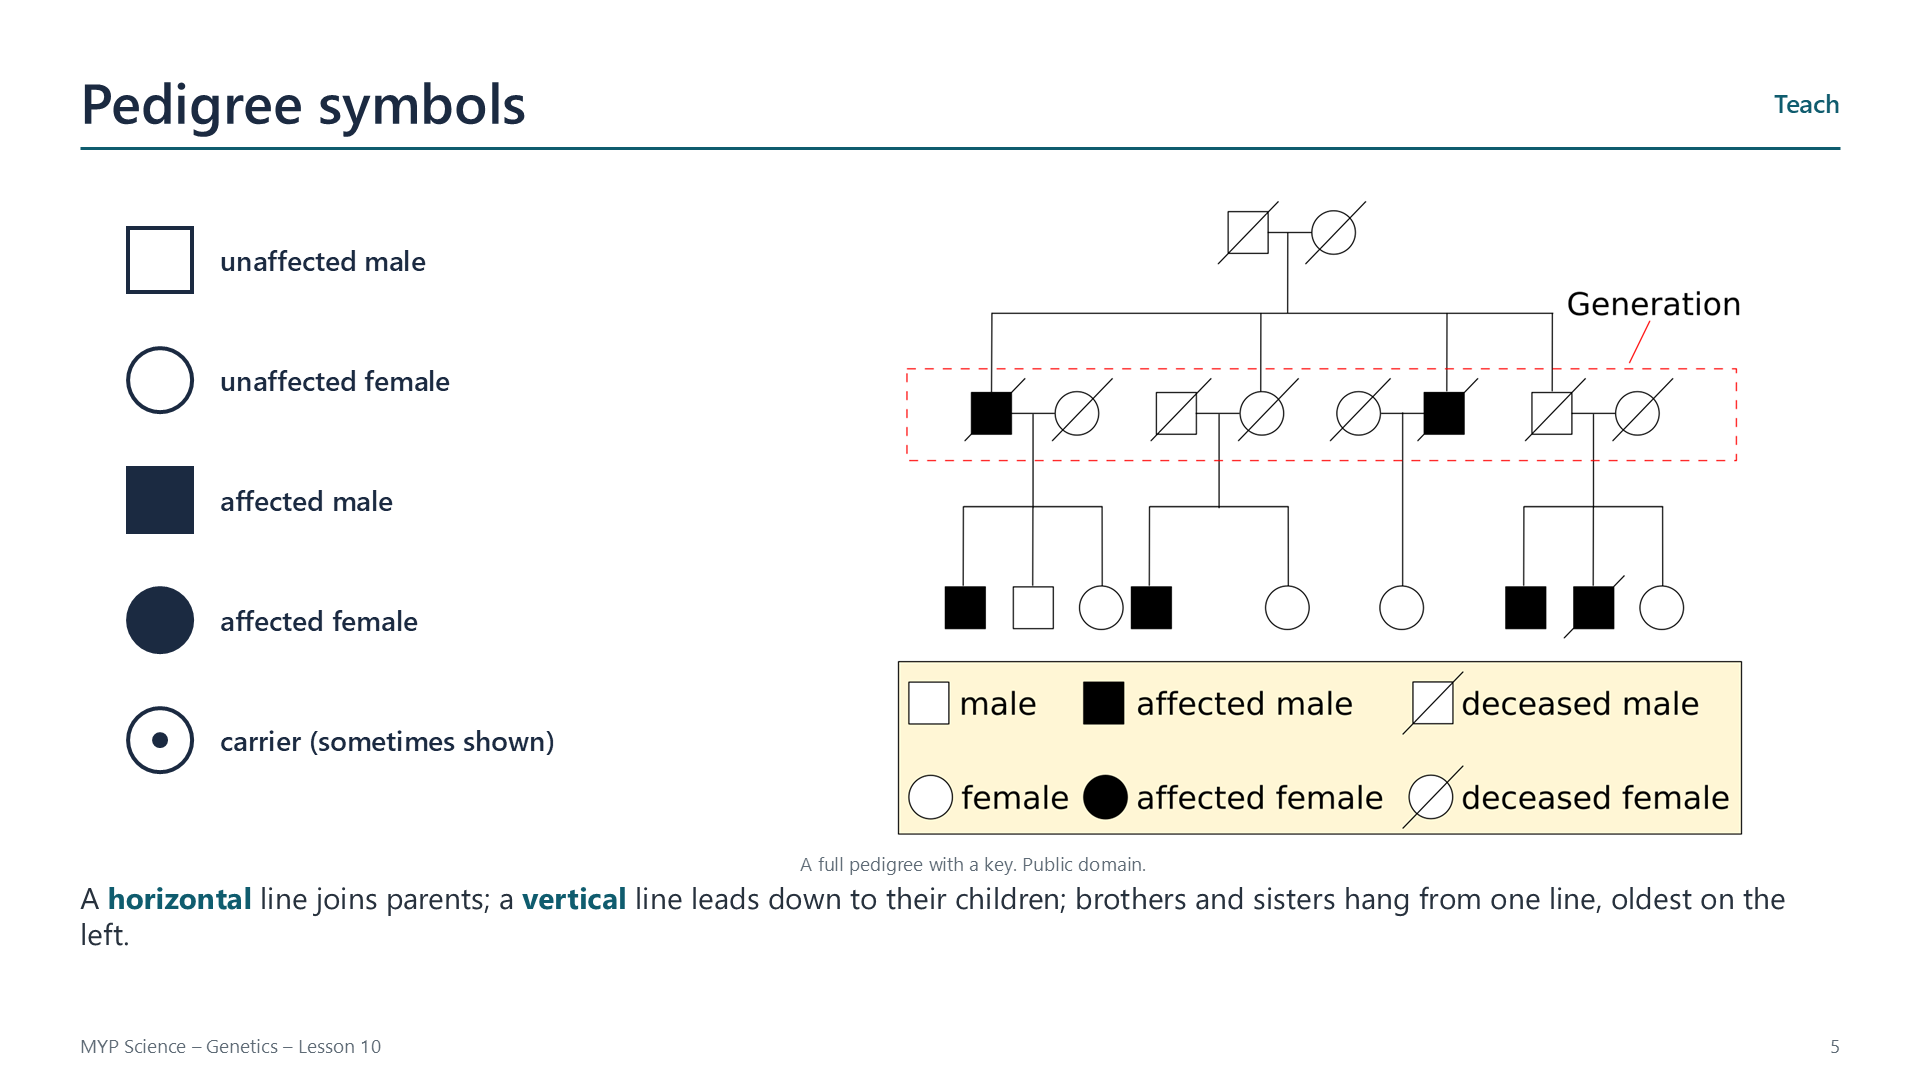 Pedigree symbols
Teach
unaffected male
unaffected female
affected male
affected female
carrier (sometimes shown)
Generation
male affected male deceased male
female affected female deceased female
A full pedigree with a key. Public domain.
A horizontal line joins parents; a vertical line leads down to their children; brothers and sisters hang from one line, oldest on the
left.
MYP Science – Genetics – Lesson 10
5